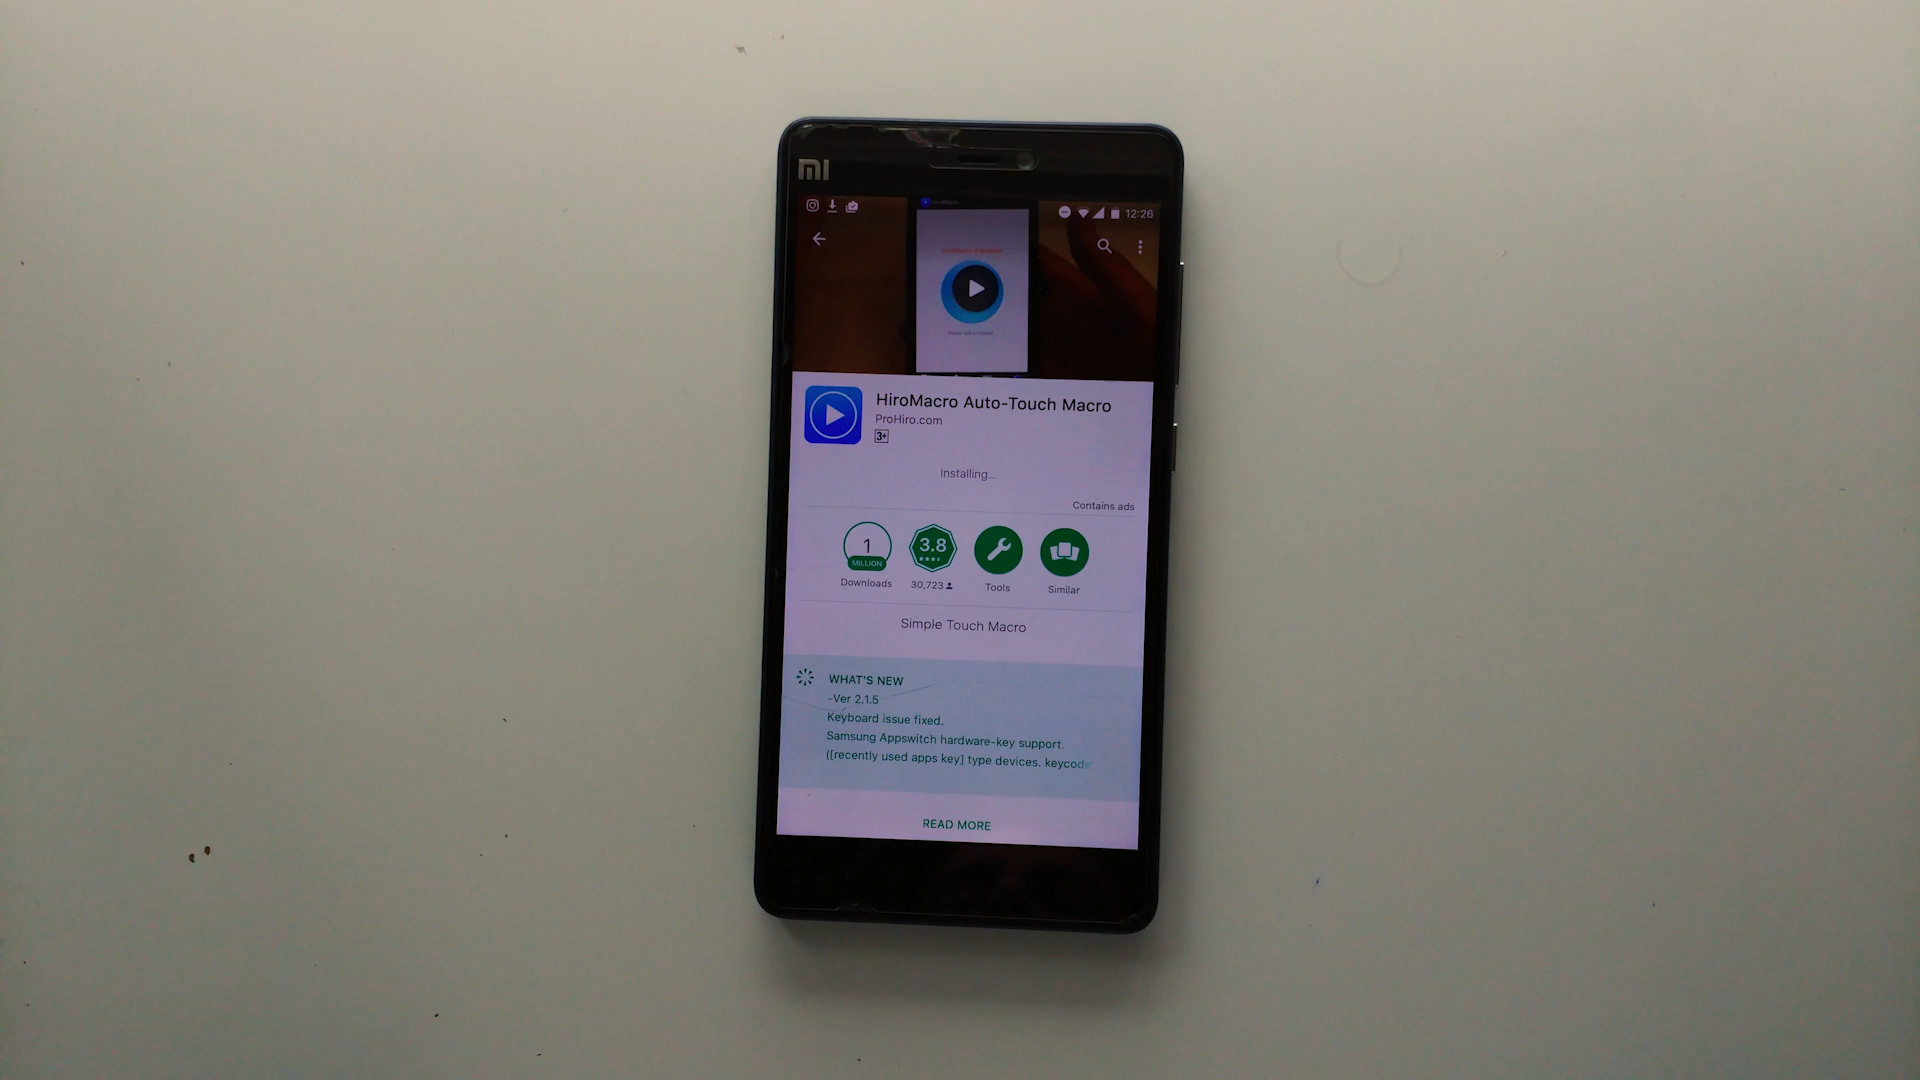 mi
12:26
HiroMacro Auto-Touch Macro
ProHiro.com
3+
Installing...
Contains ads
1
MILLION
Downloads
3.8
30,723
Tools
Similar
Simple Touch Macro
WHAT'S NEW
-Ver 2.1.5
Keyboard issue fixed.
Samsung Appswitch hardware-key support.
([recently used apps key] type devices. keycode
READ MORE